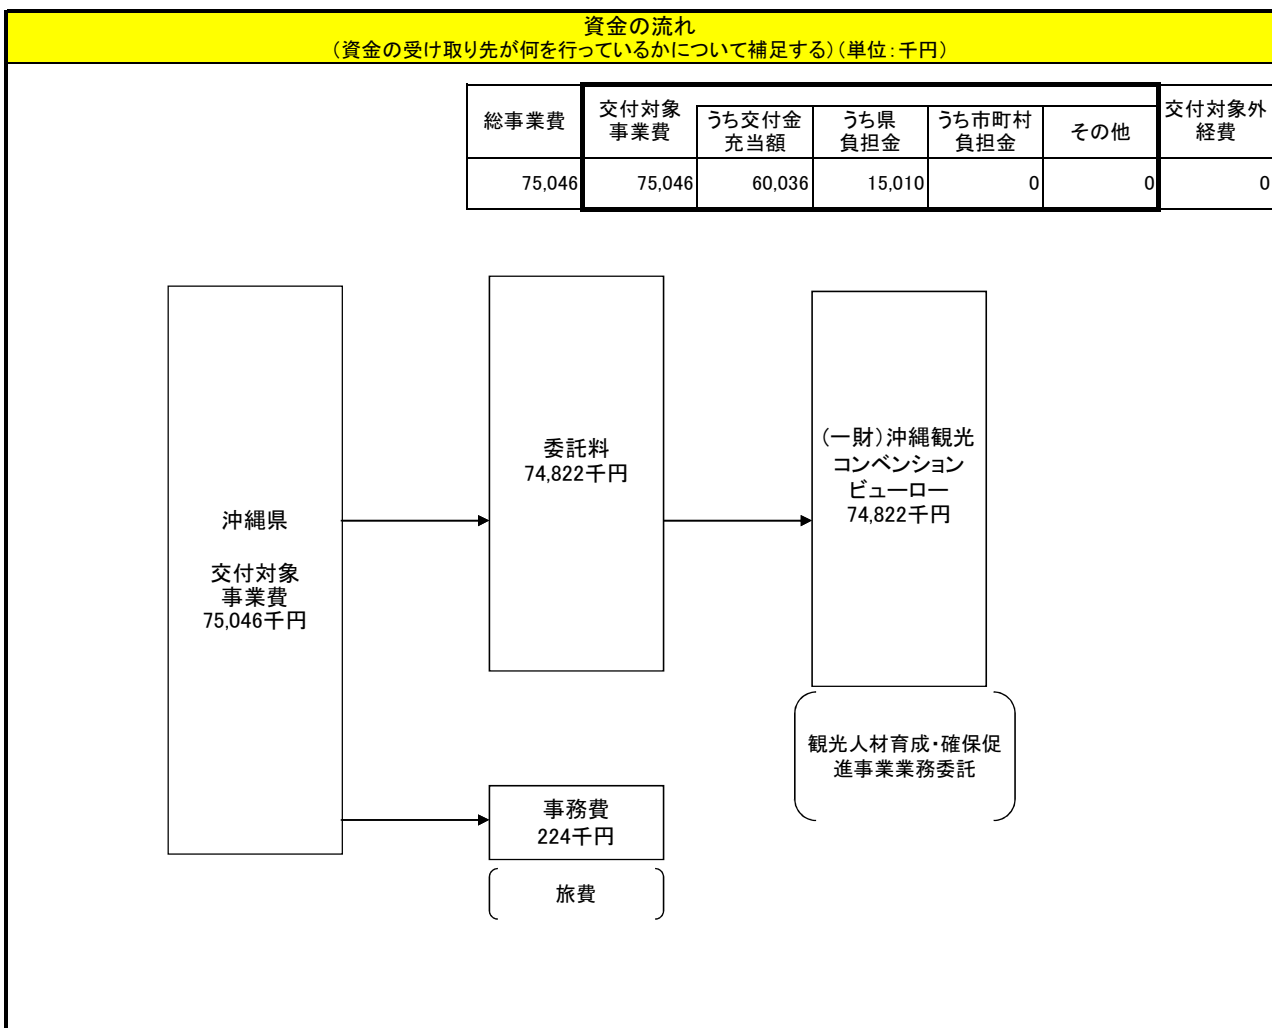 資金の流れ
（資金の受け取り先が何を行っているかについて補足する）（単位：千円）
総事業費
交付対象
事業費
うち交付金
充当額
うち県
負担金
うち市町村
負担金
その他
交付対象外
経費
75,046
75,046
60,036
15,010
0
0
0
沖縄県
交付対象
事業費
75,046千円
委託料
74,822千円
（一財）沖縄観光
コンベンション
ビューロー
74,822千円
観光人材育成・確保促
進事業業務委託
事務費
224千円
旅費